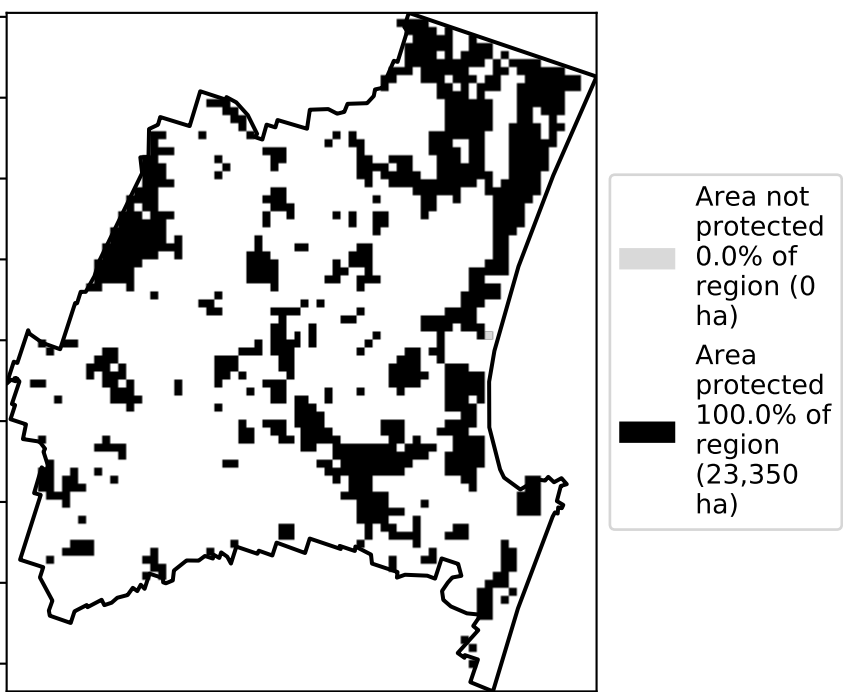 Area not
protected
0.0% of
region (0
ha)
Area
protected
100.0% of
region
(23,350
ha)